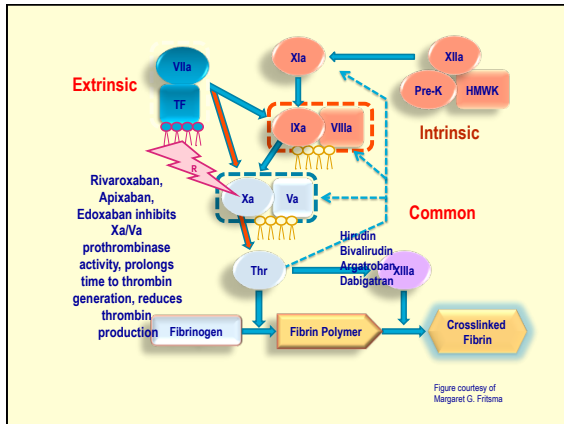 VIIa
XIa
XIIa
Extrinsic
TF
Pre-K
HMWK
IXa
VIIIa
Intrinsic
R
Rivaroxaban,
Apixaban,
Edoxaban inhibits
Xa/Va
prothrombinase
activity, prolongs
time to thrombin
generation, reduces
thrombin
production
Xa
Va
Common
Hirudin
Bivalirudin
Argatroban
Dabigatran
Thr
XIIIa
Fibrinogen
Fibrin Polymer
Crosslinked
Fibrin
Figure courtesy of
Margaret G. Fritsma